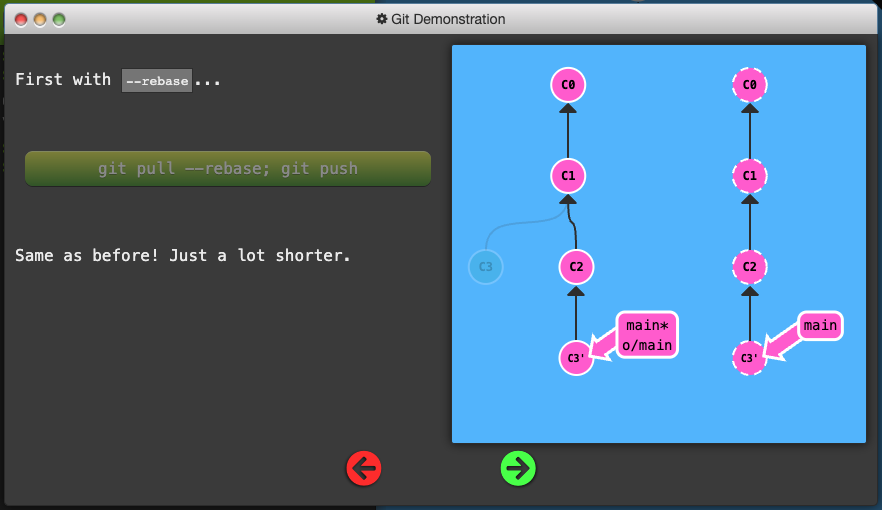 Git Demonstration
First with --rebase...
git pull --rebase; git push
Same as before! Just a lot shorter.
C0
C0
C1
C1
C3
C2
C2
main*
o/main
main
C3'
C3'